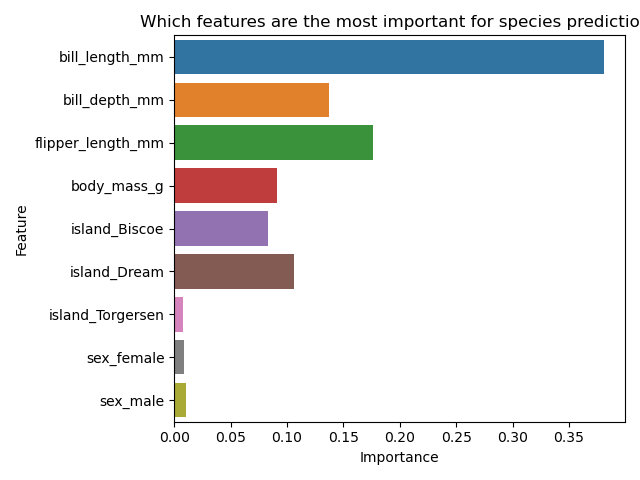 Which features are the most important for species predictio
bill_length_mm
bill_depth_mm
flipper_length_mm
body_mass_g
island_Biscoe
island_Dream
island_Torgersen
sex_female
sex_male
Feature
0.00 0.05 0.10 0.15 0.20 0.25 0.30 0.35
Importance